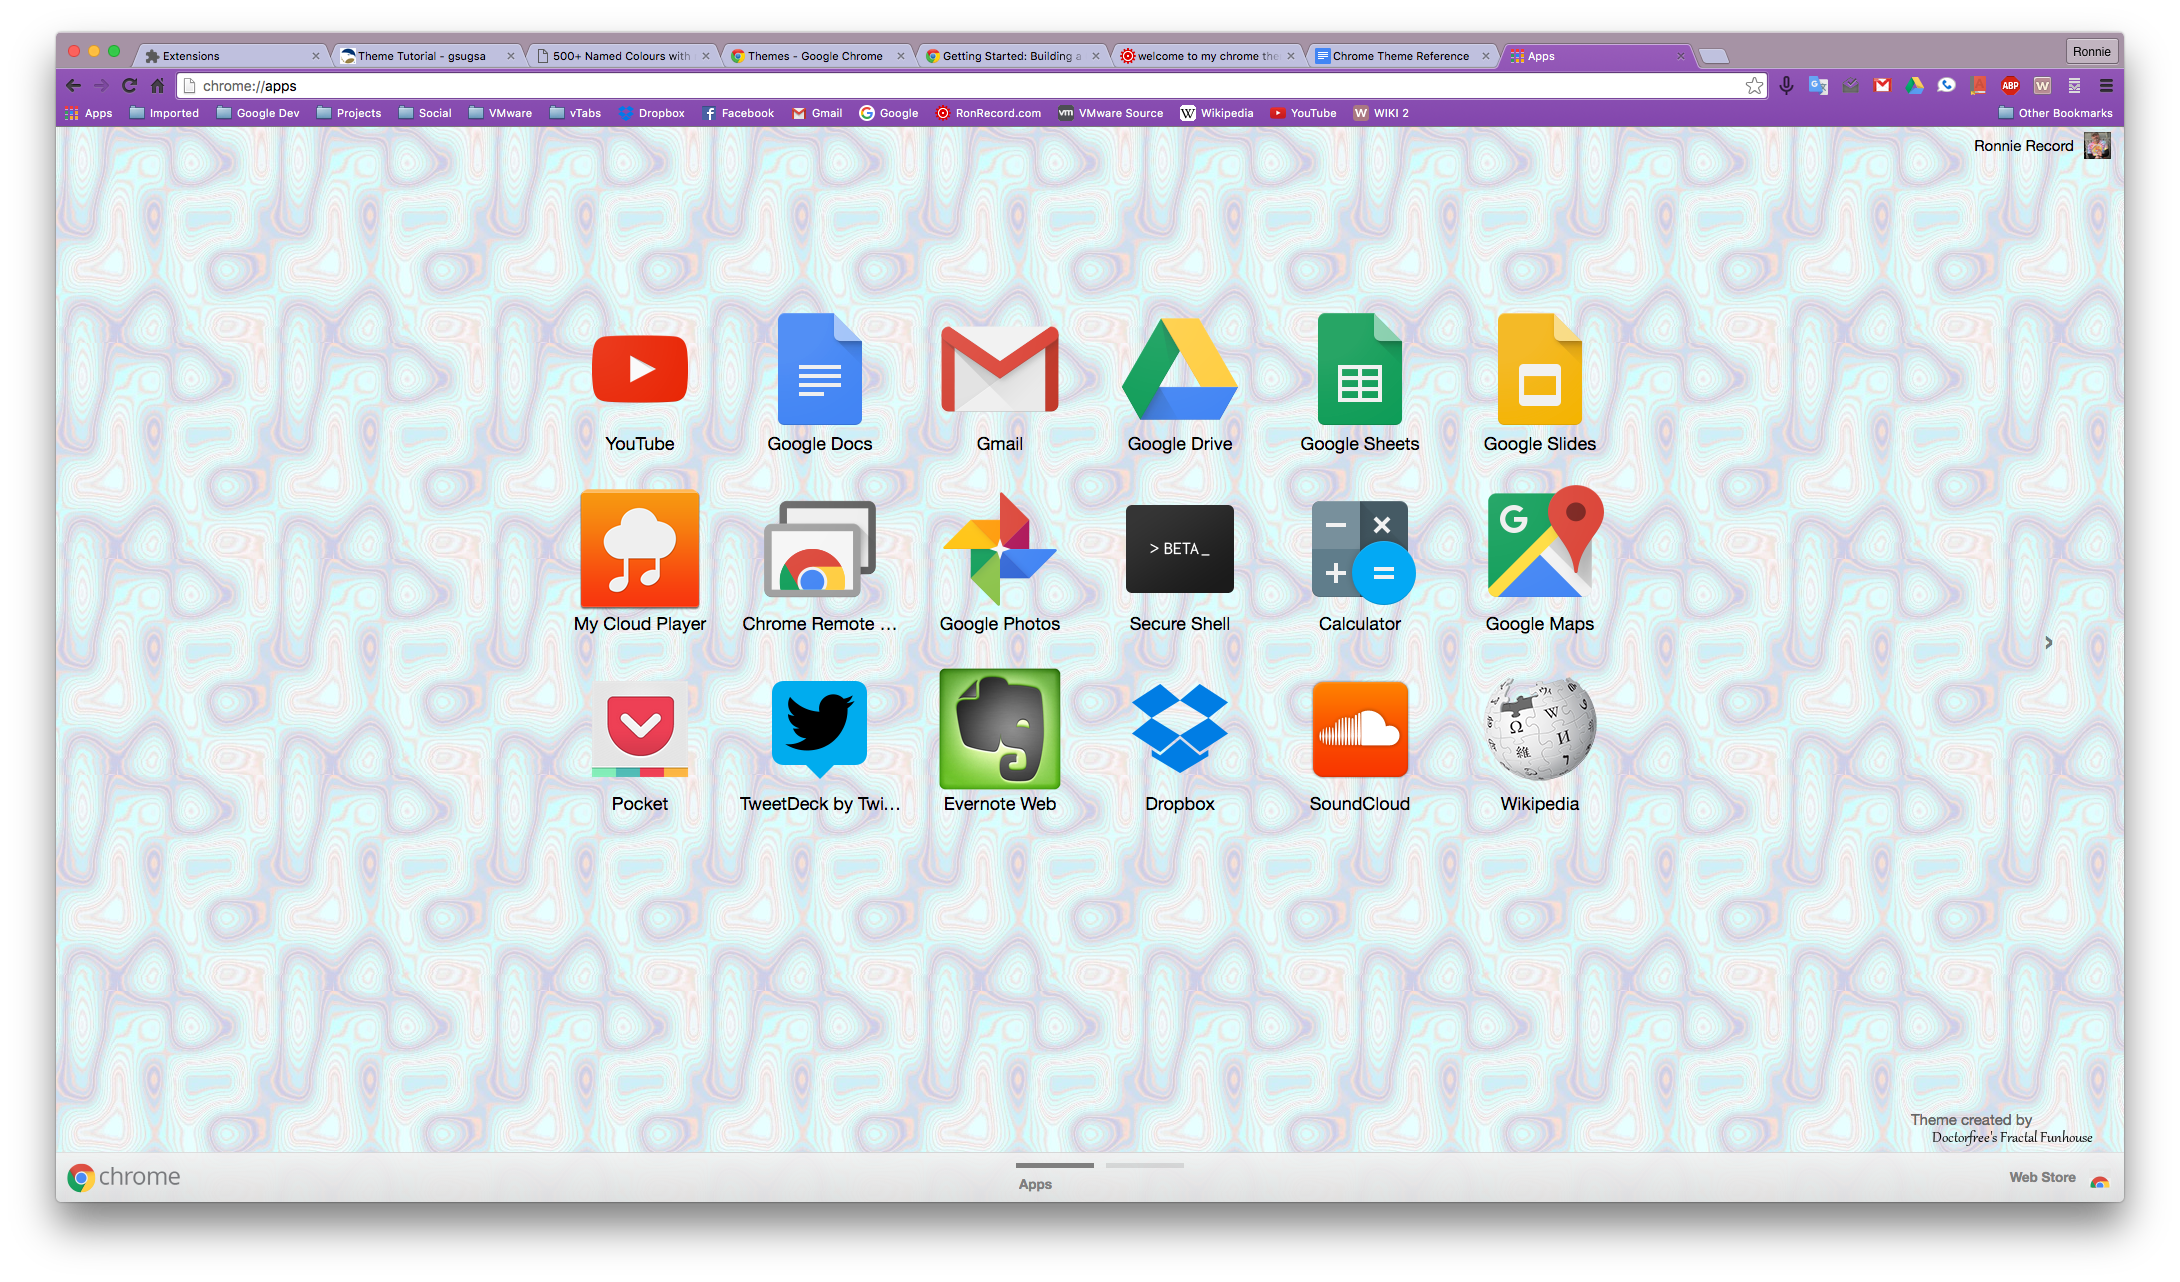 Extensions Theme Tutorial - gsugsa 500+ Named Colours with Themes - Google Chrome Getting Started: Building a welcome to my chrome the Chrome Theme Reference Apps Ronnie
chrome://apps ABP W
Apps Imported Google Dev Projects Social VMware vTabs Dropbox Facebook Gmail Google RonRecord.com vm VMware Source W Wikipedia YouTube W WIKI 2 Other Bookmarks
Ronnie Record
YouTube Google Docs Gmail Google Drive Google Sheets Google Slides
> BETA_
G
My Cloud Player Chrome Remote ... Google Photos Secure Shell Calculator Google Maps
Ω W И 維
Pocket TweetDeck by Twi... Evernote Web Dropbox SoundCloud Wikipedia
Theme created by
Doctorfree's Fractal Funhouse
chrome Apps Web Store